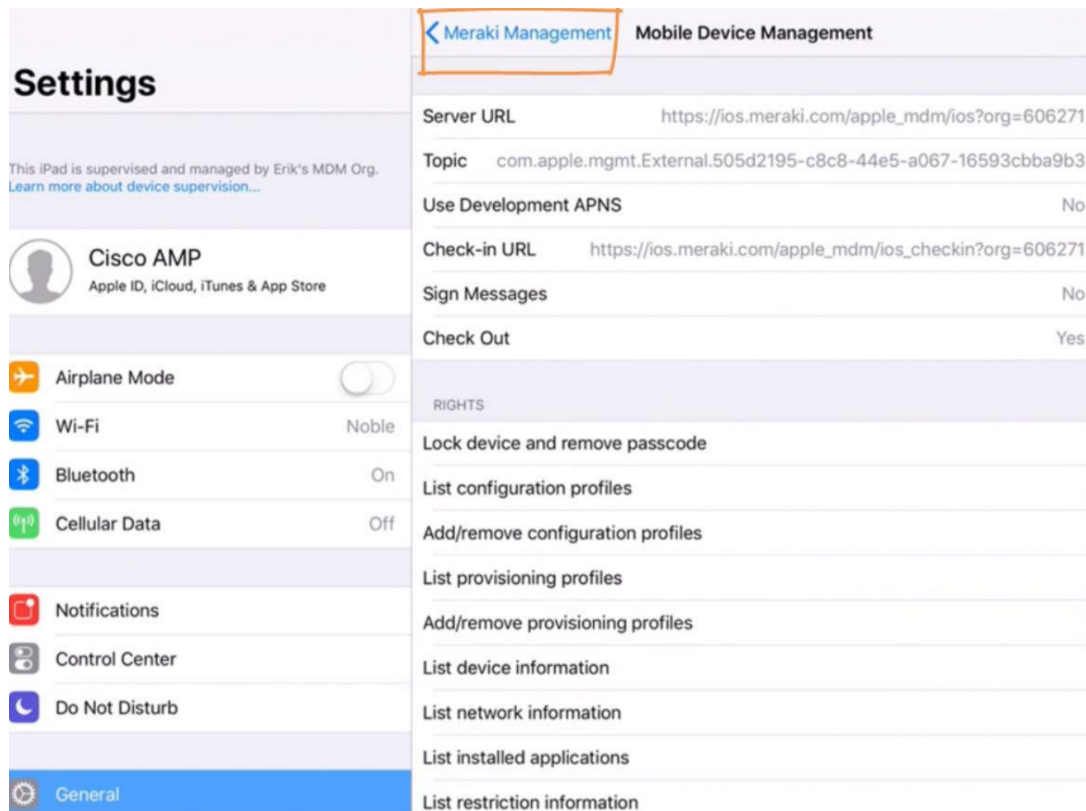 Settings
This iPad is supervised and managed by Erik's MDM Org.
Learn more about device supervision...
Cisco AMP
Apple ID, iCloud, iTunes & App Store
Airplane Mode
Wi-Fi Noble
Bluetooth On
Cellular Data Off
Notifications
Control Center
Do Not Disturb
General
Meraki Management Mobile Device Management
Server URL https://ios.meraki.com/apple_mdm/ios?org=606271
Topic com.apple.mgmt.External.505d2195-c8c8-44e5-a067-16593cbba9b3
Use Development APNS No
Check-in URL https://ios.meraki.com/apple_mdm/ios_checkin?org=606271
Sign Messages No
Check Out Yes
RIGHTS
Lock device and remove passcode
List configuration profiles
Add/remove configuration profiles
List provisioning profiles
Add/remove provisioning profiles
List device information
List network information
List installed applications
List restriction information